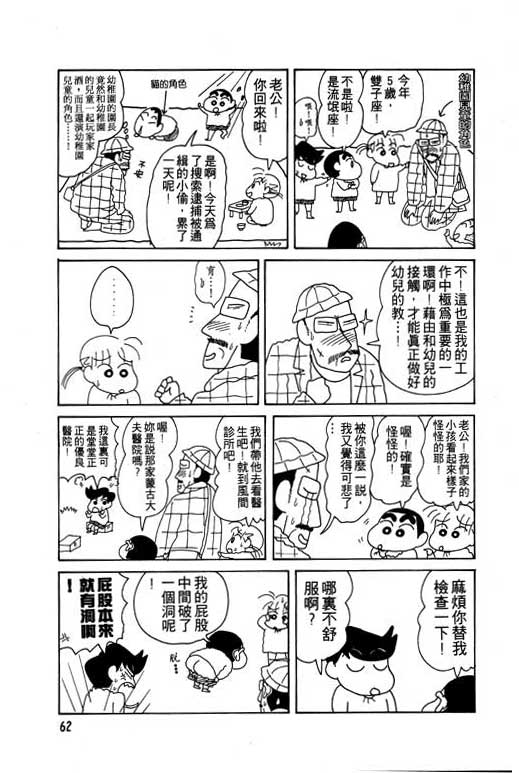 幼稚園兒童的角色
今年
5歲，
雙子座！
不是啦！
是流氓座！
老公！
你回來啦！
是啊！今天爲
了搜索逮捕被通
緝的小偷，累了
一天呢！
貓的角色
幼稚園的園長
竟然和幼稚園
的兒童一起玩家家
酒，而且還演幼稚園
兒童的角色……！
不！這也是我的工
作中極爲重要的一
環啊！藉由和幼兒的
接觸，才能眞正做好
幼兒的教…！
…………
老公！我們家的
小孩看起來樣子
怪怪的耶！
喔！確實是
怪怪的！
被你這麼一說，
我又覺得可悲了
…
我們帶他去看醫
生吧！就到風間
診所吧！
喔！
妳是說那家蒙古大
夫醫院嗎？
我這裏可
是堂堂正
正的優良
醫院！
麻煩你替我
檢查一下！
哪裏不舒
服啊？
我的屁股
中間破了
一個洞呢
！
脫…
屁股本來
就有洞啊
！
62